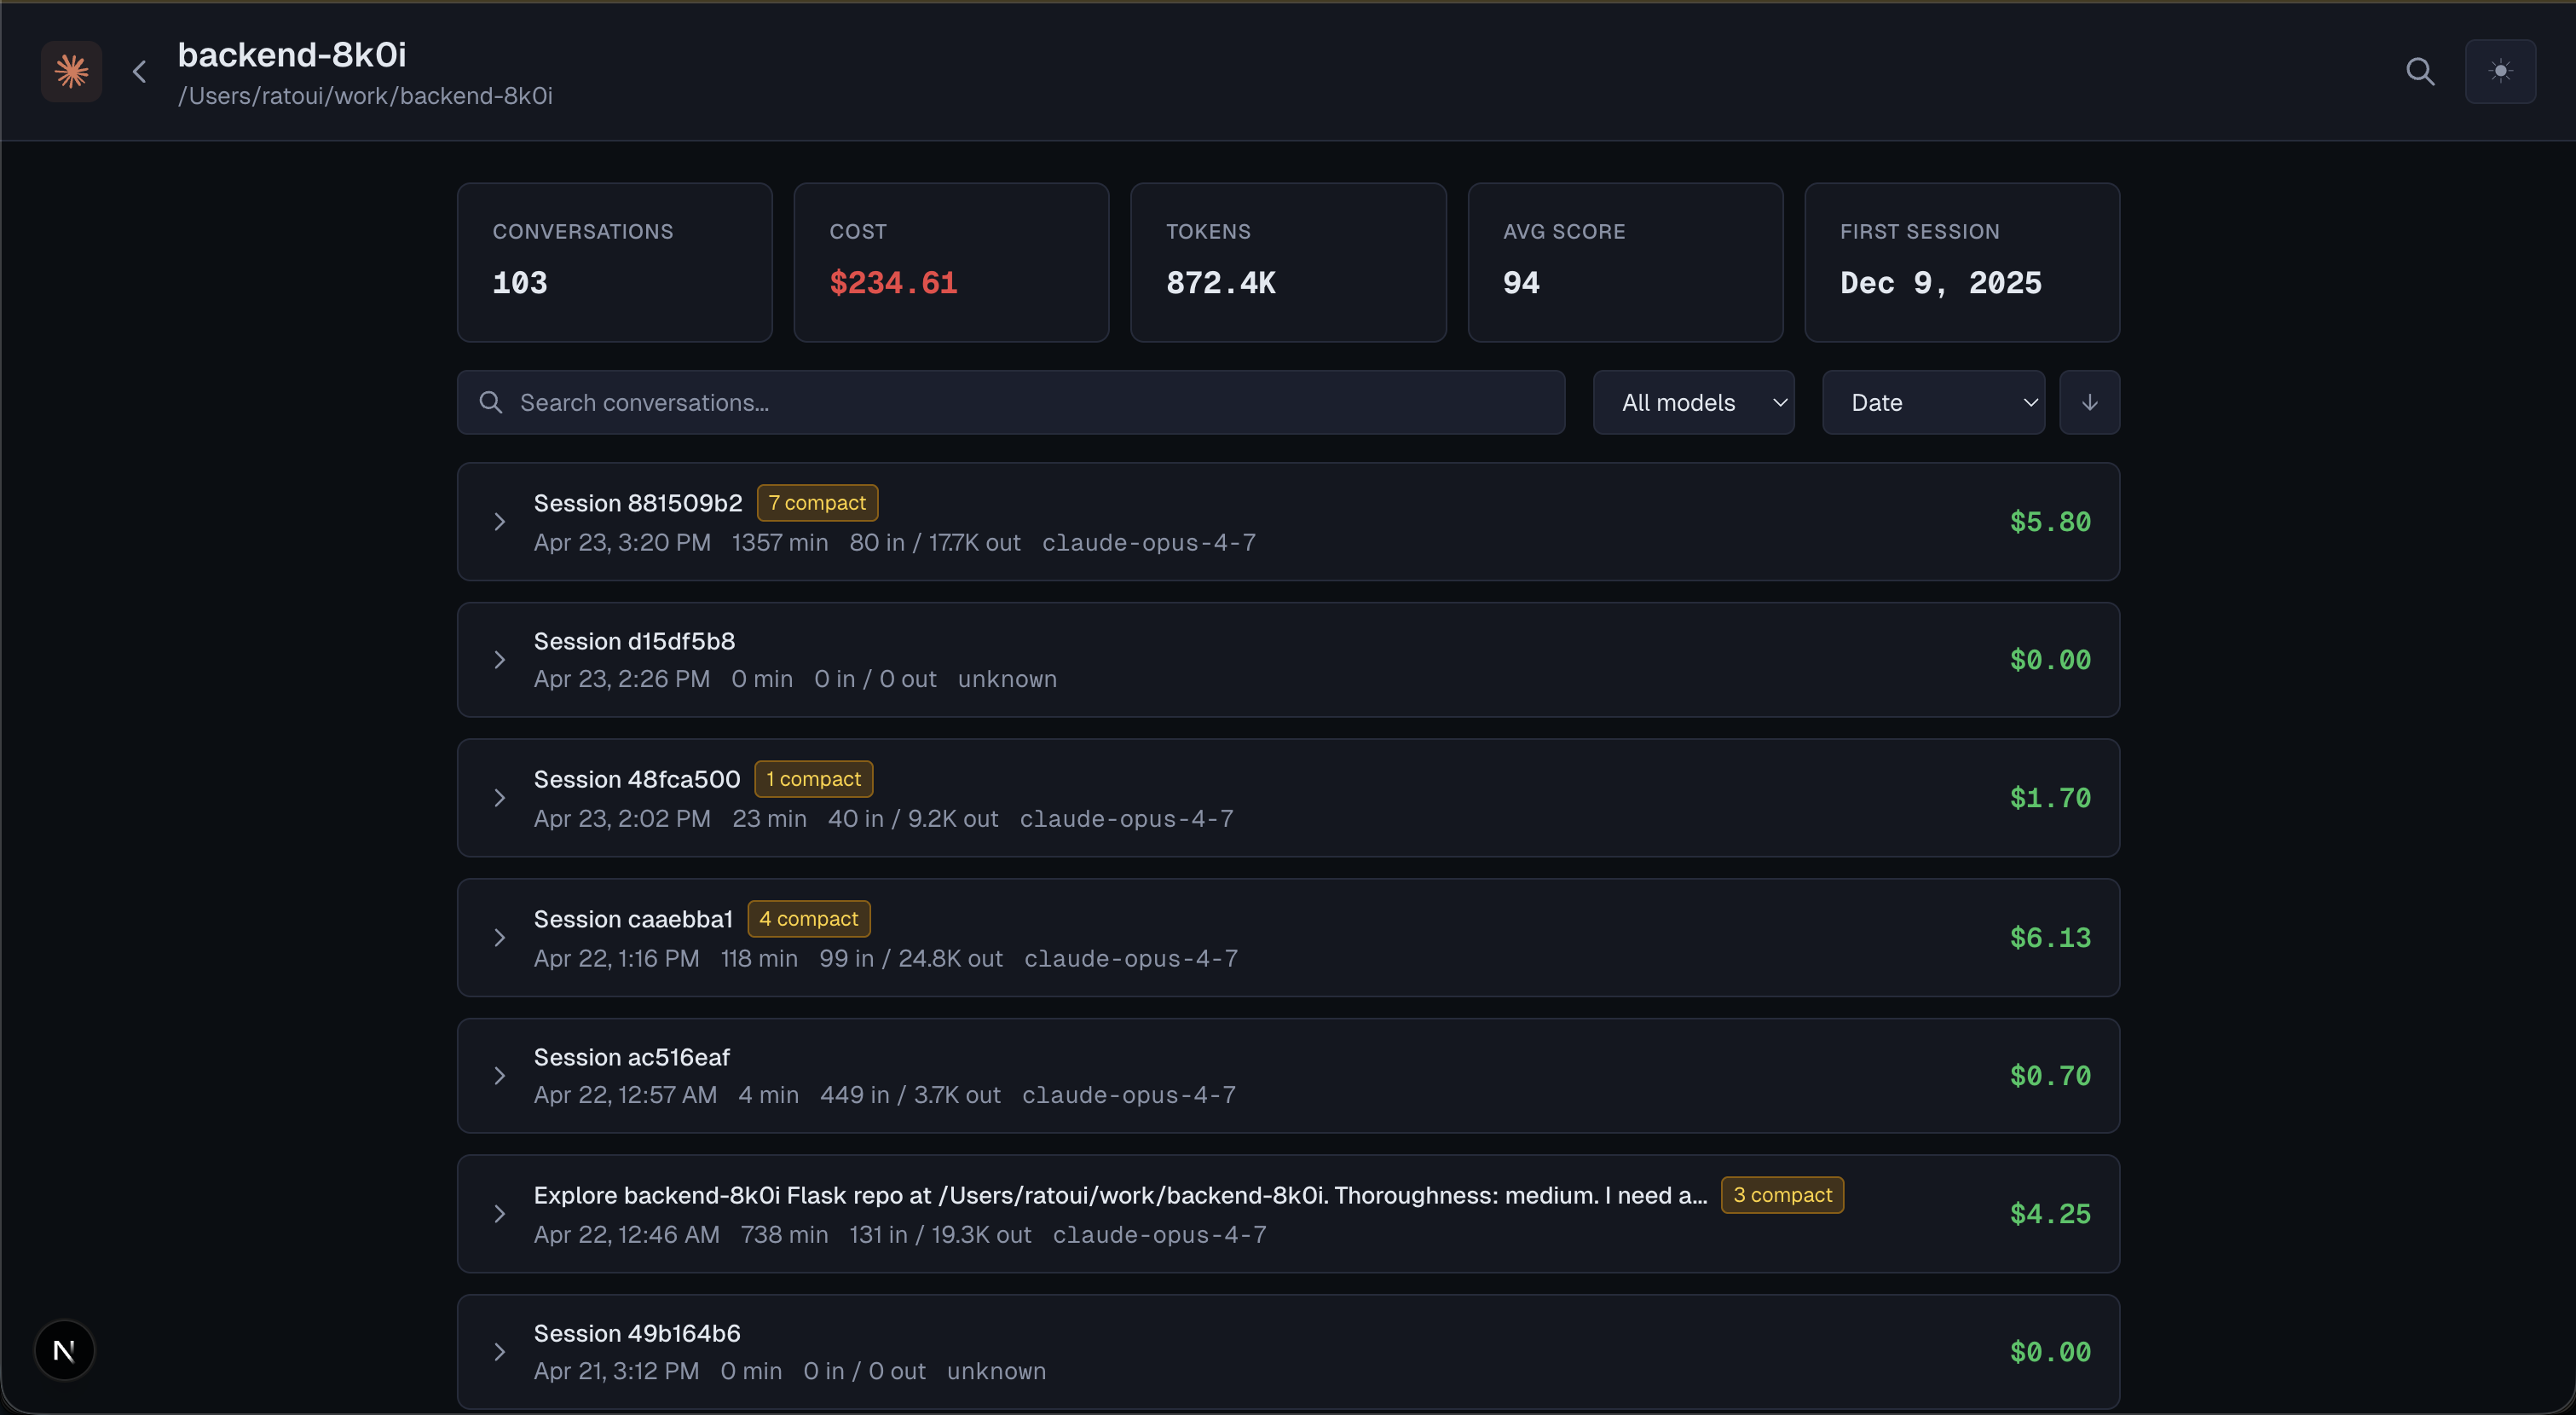 backend-8k0i
/Users/ratoui/work/backend-8k0i
CONVERSATIONS
103
COST
$234.61
TOKENS
872.4K
AVG SCORE
94
FIRST SESSION
Dec 9, 2025
Search conversations...
All models
Date
Session 881509b2 7 compact
Apr 23, 3:20 PM 1357 min 80 in / 17.7K out claude-opus-4-7
$5.80
Session d15df5b8
Apr 23, 2:26 PM 0 min 0 in / 0 out unknown
$0.00
Session 48fca500 1 compact
Apr 23, 2:02 PM 23 min 40 in / 9.2K out claude-opus-4-7
$1.70
Session caaebba1 4 compact
Apr 22, 1:16 PM 118 min 99 in / 24.8K out claude-opus-4-7
$6.13
Session ac516eaf
Apr 22, 12:57 AM 4 min 449 in / 3.7K out claude-opus-4-7
$0.70
Explore backend-8k0i Flask repo at /Users/ratoui/work/backend-8k0i. Thoroughness: medium. I need a... 3 compact
Apr 22, 12:46 AM 738 min 131 in / 19.3K out claude-opus-4-7
$4.25
Session 49b164b6
Apr 21, 3:12 PM 0 min 0 in / 0 out unknown
$0.00
N